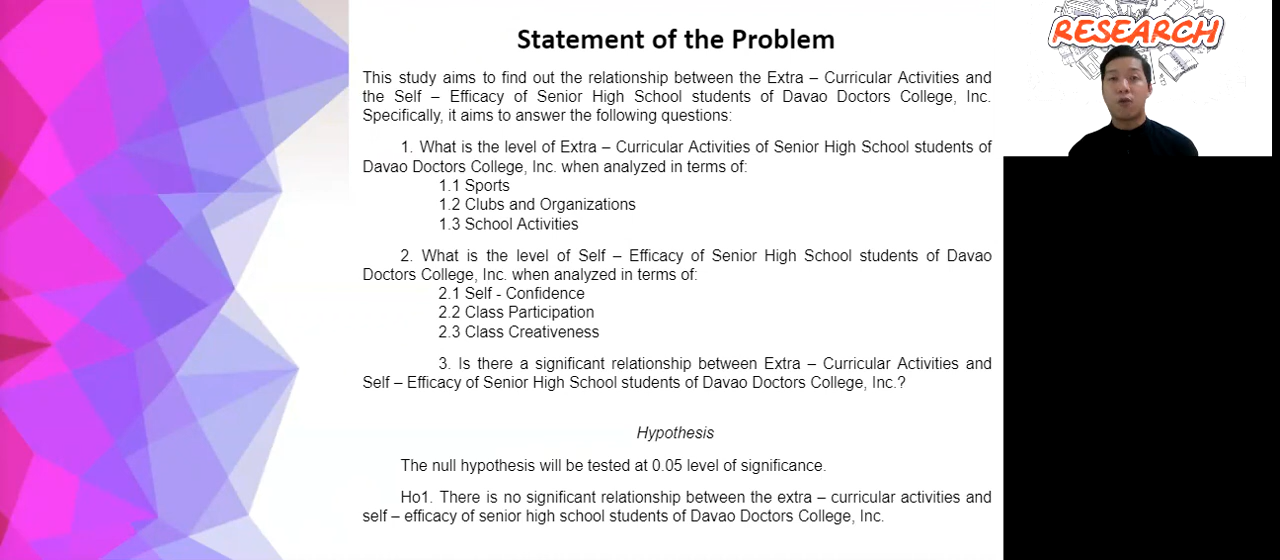 Statement of the Problem
RESEARCH
This study aims to find out the relationship between the Extra – Curricular Activities and
the Self – Efficacy of Senior High School students of Davao Doctors College, Inc.
Specifically, it aims to answer the following questions:
1. What is the level of Extra – Curricular Activities of Senior High School students of
Davao Doctors College, Inc. when analyzed in terms of:
1.1 Sports
1.2 Clubs and Organizations
1.3 School Activities
2. What is the level of Self – Efficacy of Senior High School students of Davao
Doctors College, Inc. when analyzed in terms of:
2.1 Self - Confidence
2.2 Class Participation
2.3 Class Creativeness
3. Is there a significant relationship between Extra – Curricular Activities and
Self – Efficacy of Senior High School students of Davao Doctors College, Inc.?
Hypothesis
The null hypothesis will be tested at 0.05 level of significance.
Ho1. There is no significant relationship between the extra – curricular activities and
self – efficacy of senior high school students of Davao Doctors College, Inc.